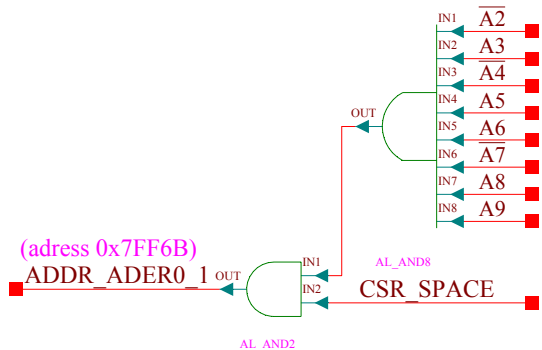 IN1 A2
IN2 A3
IN3 A4
IN4 A5
OUT
IN5 A6
IN6 A7
IN7 A8
IN8 A9
(adress 0x7FF6B)
ADDR_ADER0_1 OUT
IN1
AL_AND8
IN2 CSR_SPACE
AL_AND2